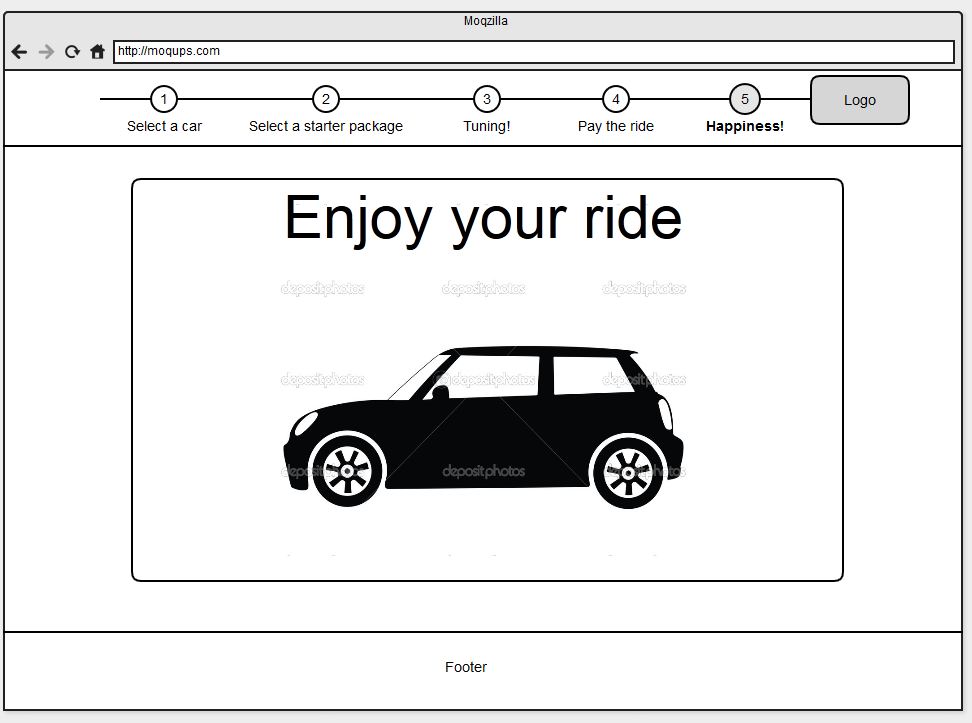 Moqzilla
http://moqups.com
1 2 3 4 5
Logo
Select a car Select a starter package Tuning! Pay the ride Happiness!
Enjoy your ride
depositphotos depositphotos depositphotos
depositphotos depositphotos depositphotos
depositphotos depositphotos depositphotos
Footer